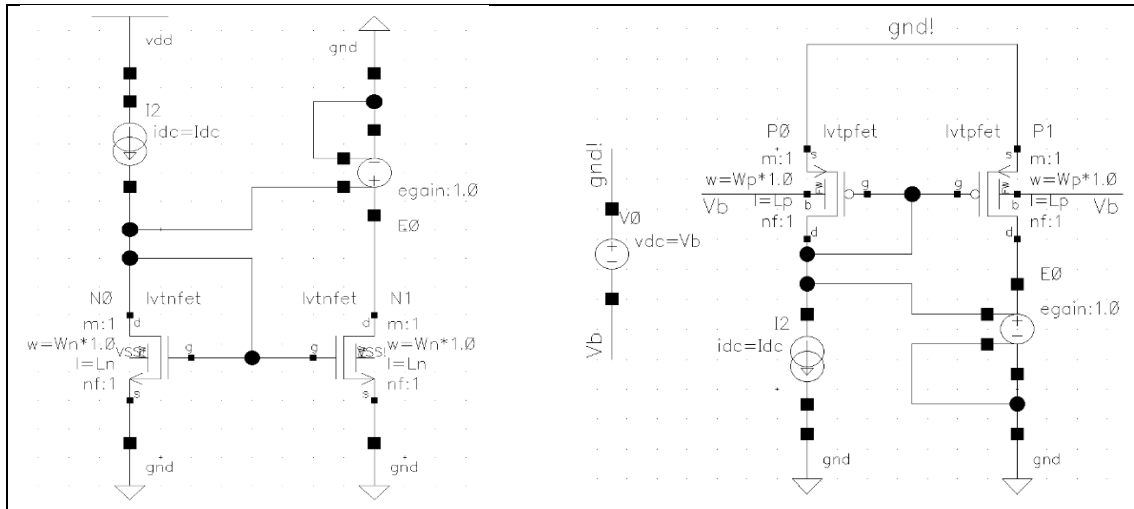 vdd
gnd
I2
idc=Idc
egain:1.0
E0
N0 lvtnfet
m:1
w=Wn*1.0
l=Ln
nf:1
VSS!
d
g
s
gnd
lvtnfet N1
m:1
w=Wn*1.0
l=Ln
nf:1
VSS!
d
g
s
gnd
gnd!
gnd!
V0
vdc=Vb
Vb
P0 lvtpfet
m:1
w=Wp*1.0
l=Lp
nf:1
Vb
s
b
g
d
lvtpfet P1
m:1
w=Wp*1.0
l=Lp
nf:1
Vb
s
b
g
d
I2
idc=Idc
gnd
E0
egain:1.0
gnd